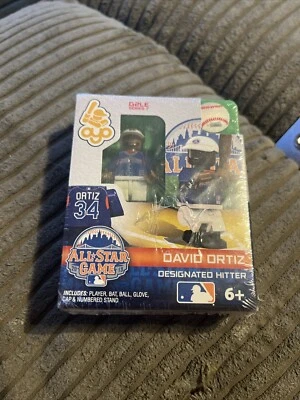 oyo
ORTIZ
34
ALL★STAR
GAME
DAVID ORTIZ
DESIGNATED HITTER
INCLUDES: PLAYER, BAT, BALL, GLOVE,
CAP & NUMBERED STAND
6+